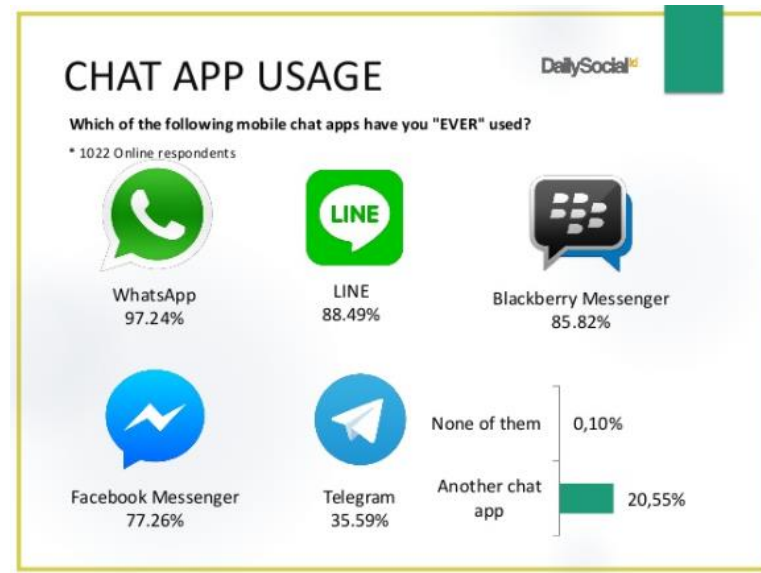 CHAT APP USAGE
DailySocial.id
Which of the following mobile chat apps have you "EVER" used?
* 1022 Online respondents
LINE
WhatsApp
97.24%
LINE
88.49%
Blackberry Messenger
85.82%
Facebook Messenger
77.26%
Telegram
35.59%
None of them
0,10%
Another chat
app
20,55%